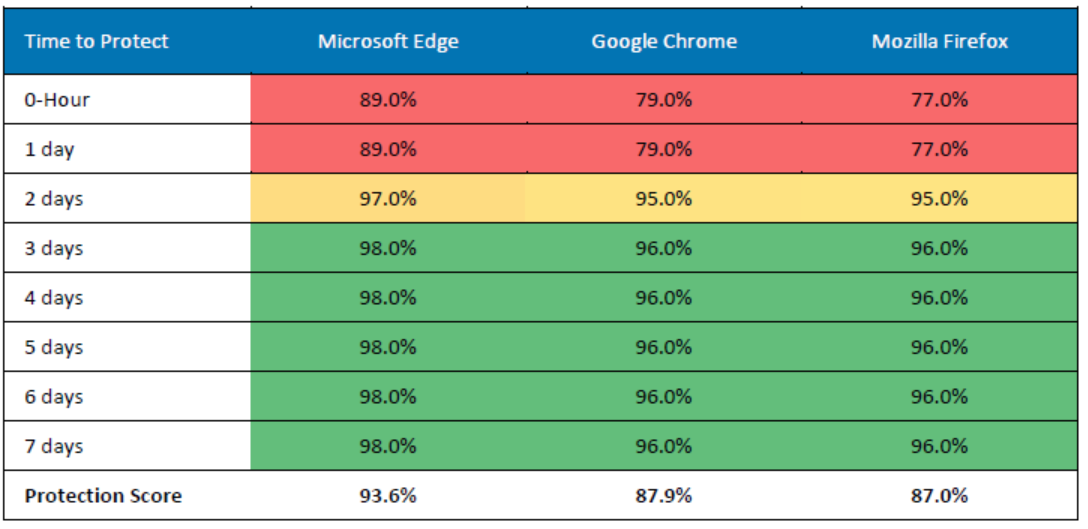 Time to Protect Microsoft Edge Google Chrome Mozilla Firefox
0-Hour 89.0% 79.0% 77.0%
1 day 89.0% 79.0% 77.0%
2 days 97.0% 95.0% 95.0%
3 days 98.0% 96.0% 96.0%
4 days 98.0% 96.0% 96.0%
5 days 98.0% 96.0% 96.0%
6 days 98.0% 96.0% 96.0%
7 days 98.0% 96.0% 96.0%
Protection Score 93.6% 87.9% 87.0%